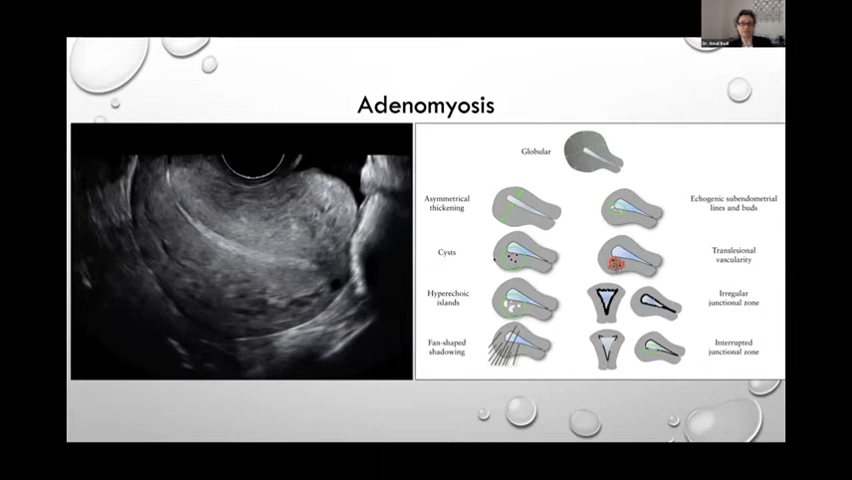 Adenomyosis
Globular
Asymmetrical
thickening
Echogenic subendometrial
lines and buds
Cysts
Translesional
vascularity
Hyperechoic
islands
Irregular
junctional zone
Fan-shaped
shadowing
Interrupted
junctional zone